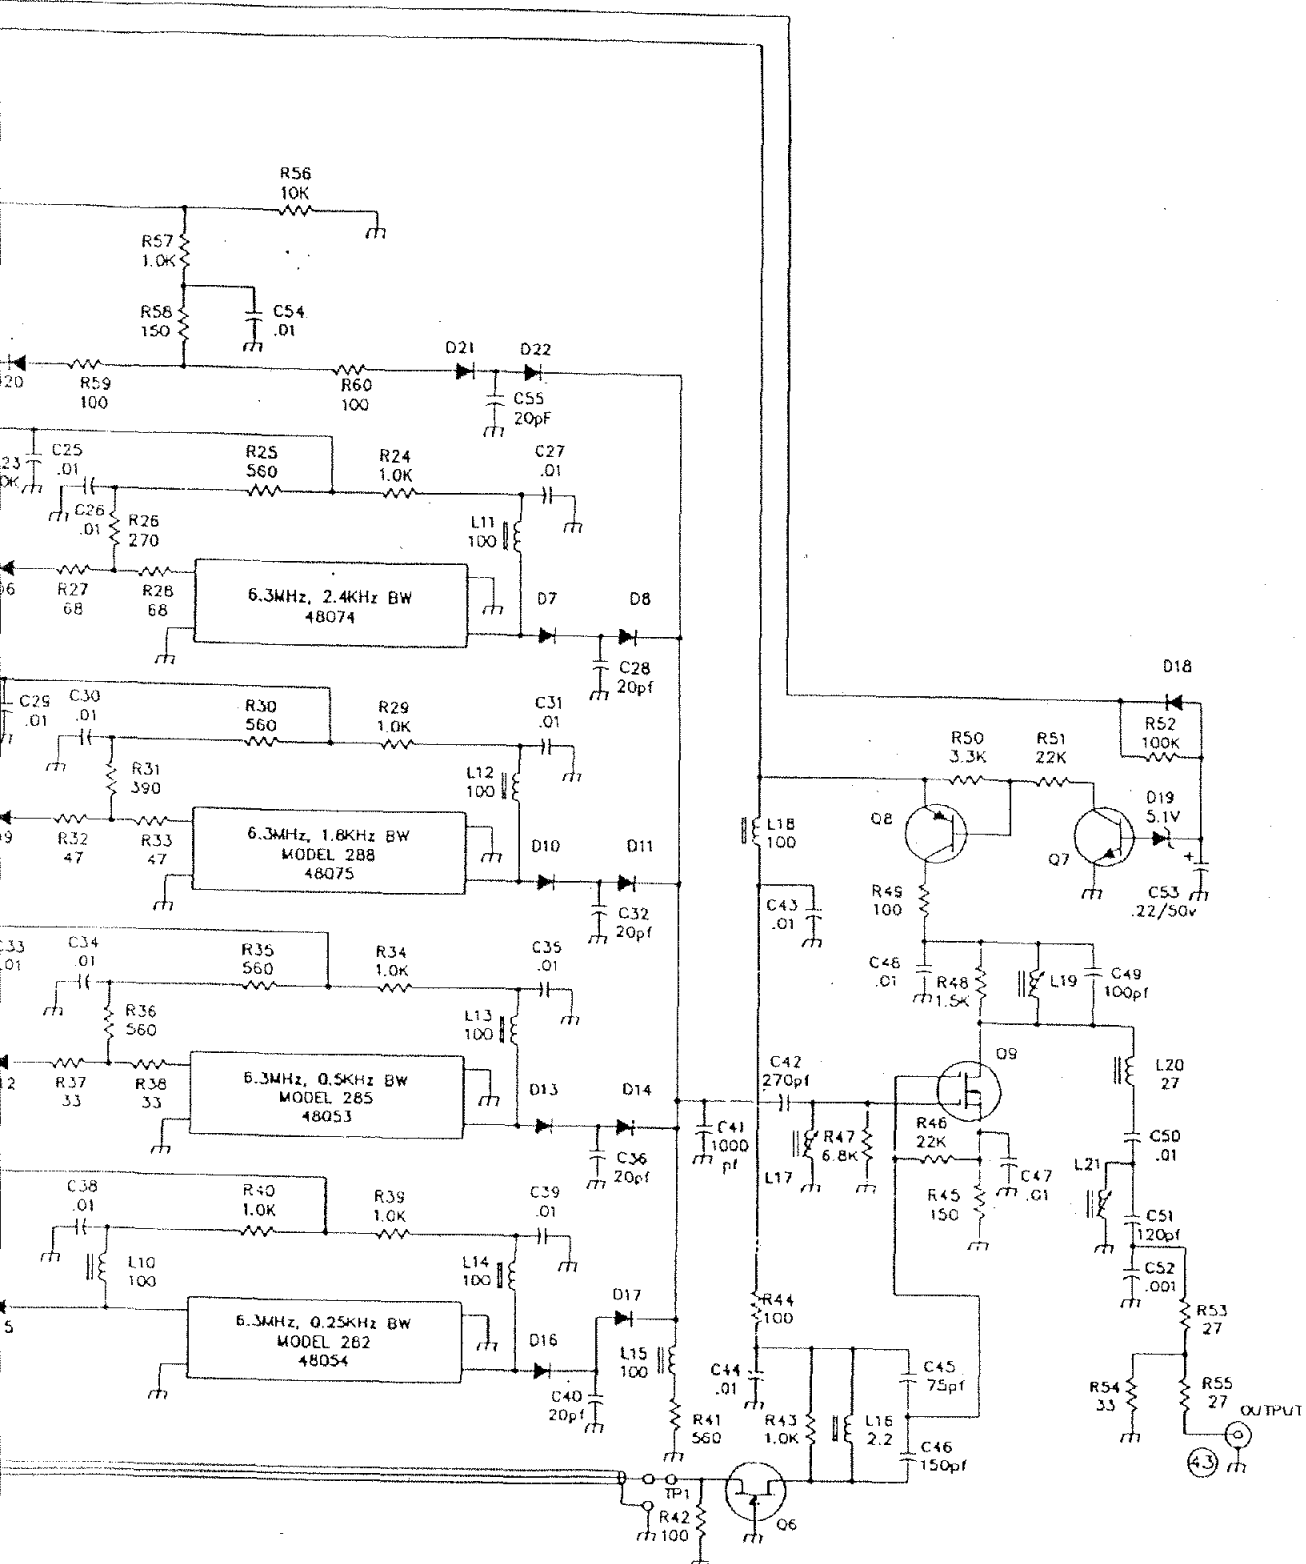 R56
10K
R57
1.0K
R58
150
C54
.01
D21
D22
20
R59
100
R60
100
C55
20pF
C25
.01
R25
560
R24
1.0K
C27
.01
23
0K
C26
.01
R26
270
L11
100
6
R27
68
R28
68
6.3MHz, 2.4KHz BW
48074
D7
D8
C28
20pf
D18
C29
.01
C30
.01
R30
560
R29
1.0K
C31
.01
R52
100K
R50
3.3K
R51
22K
R31
390
L12
100
D19
5.1V
9
R32
47
R33
47
6.3MHz, 1.8KHz BW
MODEL 288
48075
D10
D11
L18
100
Q8
Q7
C32
20pf
C43
.01
R49
100
+
C53
.22/50v
C33
.01
C34
.01
R35
560
R34
1.0K
C35
.01
C48
.01
R48
1.5K
L19
C49
100pf
R36
560
L13
100
Q9
L20
27
2
R37
33
R38
33
6.3MHz, 0.5KHz BW
MODEL 285
48053
D13
D14
C42
270pf
C36
20pf
C41
1000
pf
L17
R47
6.8K
R46
22K
C50
.01
L21
C47
.01
R45
150
C38
.01
R40
1.0K
R39
1.0K
C39
.01
C51
120pf
L10
100
L14
100
C52
.001
5
6.3MHz, 0.25KHz BW
MODEL 282
48054
D16
D17
R44
100
R53
27
L15
100
C44
.01
C45
75pf
R54
33
R55
27
OUTPUT
C40
20pf
R41
560
R43
1.0K
L16
2.2
C46
150pf
43
TP1
R42
100
Q6